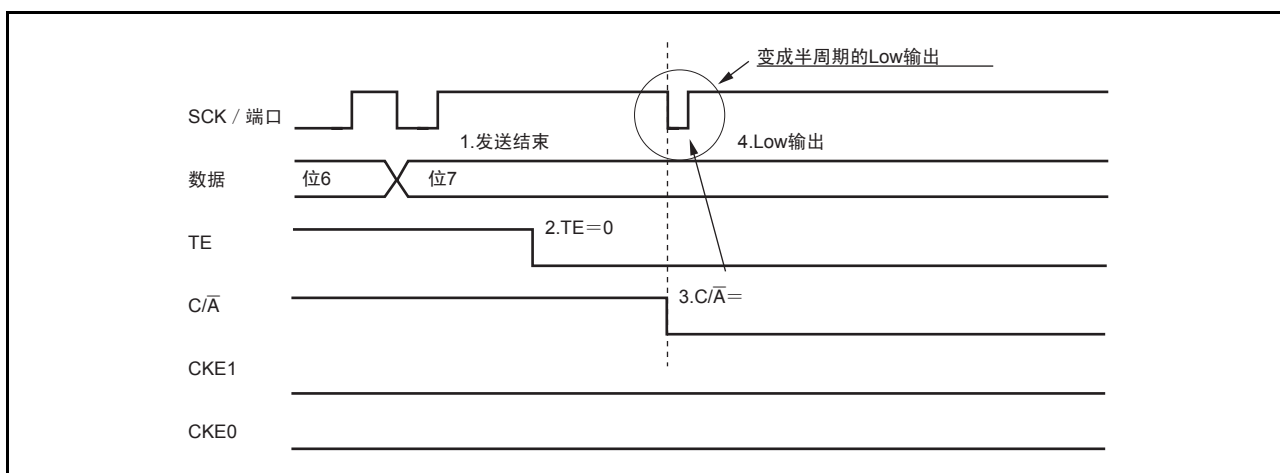 变成半周期的Low输出
SCK / 端口
1.发送结束
4.Low输出
数据
位6
位7
TE
2.TE＝0
C/A̅
3.C/A̅＝
CKE1
CKE0